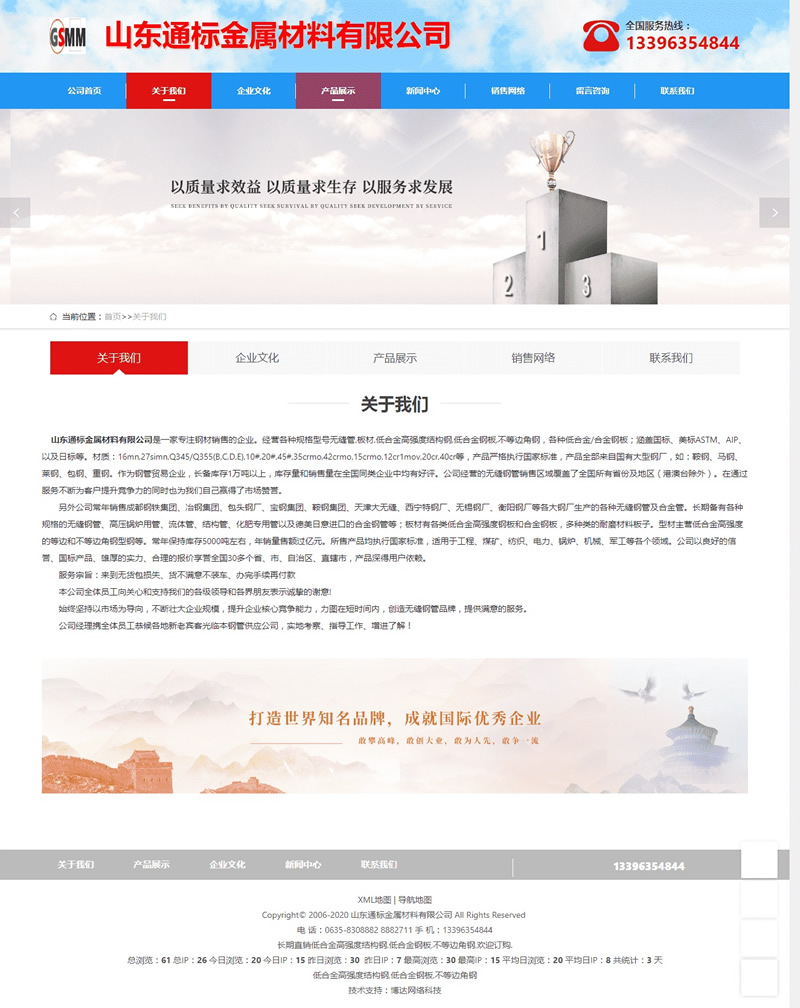 GSMM 山东通标金属材料有限公司
全国服务热线：
13396354844
公司首页 关于我们 企业文化 产品展示 新闻中心 销售网络 留言咨询 联系我们
以质量求效益 以质量求生存 以服务求发展
SEEK BENEFITS BY QUALITY SEEK SURVIVAL BY QUALITY SEEK DEVELOPMENT BY SERVICE
1
2 3
当前位置：首页>>关于我们
关于我们 企业文化 产品展示 销售网络 联系我们
关于我们
山东通标金属材料有限公司是一家专注钢材销售的企业。经营各种规格型号无缝管,板材,低合金高强度结构钢,低合金钢板,不等边角钢，各种低合金/合金钢板；涵盖国标、美标ASTM、AIP、
以及日标等。材质：16mn,27simn,Q345/Q355(B,C,D,E),10#,20#,45#,35crmo,42crmo,15crmo,12cr1mov,20cr,40cr等，产品严格执行国家标准，产品全部来自国有大型钢厂，如：鞍钢、马钢、
莱钢、包钢、重钢。作为钢管贸易企业，长备库存1万吨以上，库存量和销售量在全国同类企业中均有好评。公司经营的无缝钢管销售区域覆盖了全国所有省份及地区（港澳台除外）。在通过
服务不断为客户提升竞争力的同时也为我们自己赢得了市场赞答。
另外公司常年销售成都钢铁集团、冶钢集团、包头钢厂、宝钢集团、鞍钢集团、天津大无缝、西宁特钢厂、无锡钢厂、衡阳钢厂等各大钢厂生产的各种无缝钢管及合金管。长期备有各种
规格的无缝钢管、高压锅炉用管、流体管、结构管、化肥专用管以及德美日意进口的合金钢管等；板材有各类低合金高强度钢板和合金钢板，多种类的耐磨材料板子。型材主营低合金高强度
的等边和不等边角钢型钢等。常年保持库存5000吨左右，年销量售额过亿元。所售产品均执行国家标准，适用于工程、煤矿、纺织、电力、锅炉、机械、军工等各个领域。公司以良好的信
誉、国标产品、雄厚的实力、合理的报价享誉全国30多个省、市、自治区、直辖市，产品深得用户依赖。
服务宗旨：来到无货包损失、货不满意不装车、办完手续再付款
本公司全体员工向关心和支持我们的各级领导和各界朋友表示诚挚的谢意!
始终坚持以市场为导向，不断壮大企业规模，提升企业核心竞争能力，力图在短时间内，创造无缝钢管品牌，提供满意的服务。
公司经理携全体员工恭候各地新老宾客光临本钢管供应公司，实地考察、指导工作、增进了解！
打造世界知名品牌，成就国际优秀企业
敢攀高峰，敢创大业，敢为人先，敢争一流
关于我们 产品展示 企业文化 新闻中心 联系我们 13396354844
XML地图 | 导航地图
Copyright© 2006-2020 山东通标金属材料有限公司 All Rights Reserved
电 话：0635-8308882 8882711 手 机：13396354844
长期直销低合金高强度结构钢,低合金钢板,不等边角钢,欢迎订购.
总浏览：61 总IP：26 今日浏览：20 今日IP：15 昨日浏览：30 昨日IP：7 最高浏览：30 最高IP：15 平均日浏览：20 平均日IP：8 共统计：3 天
低合金高强度结构钢,低合金钢板,不等边角钢
技术支持：博达网络科技